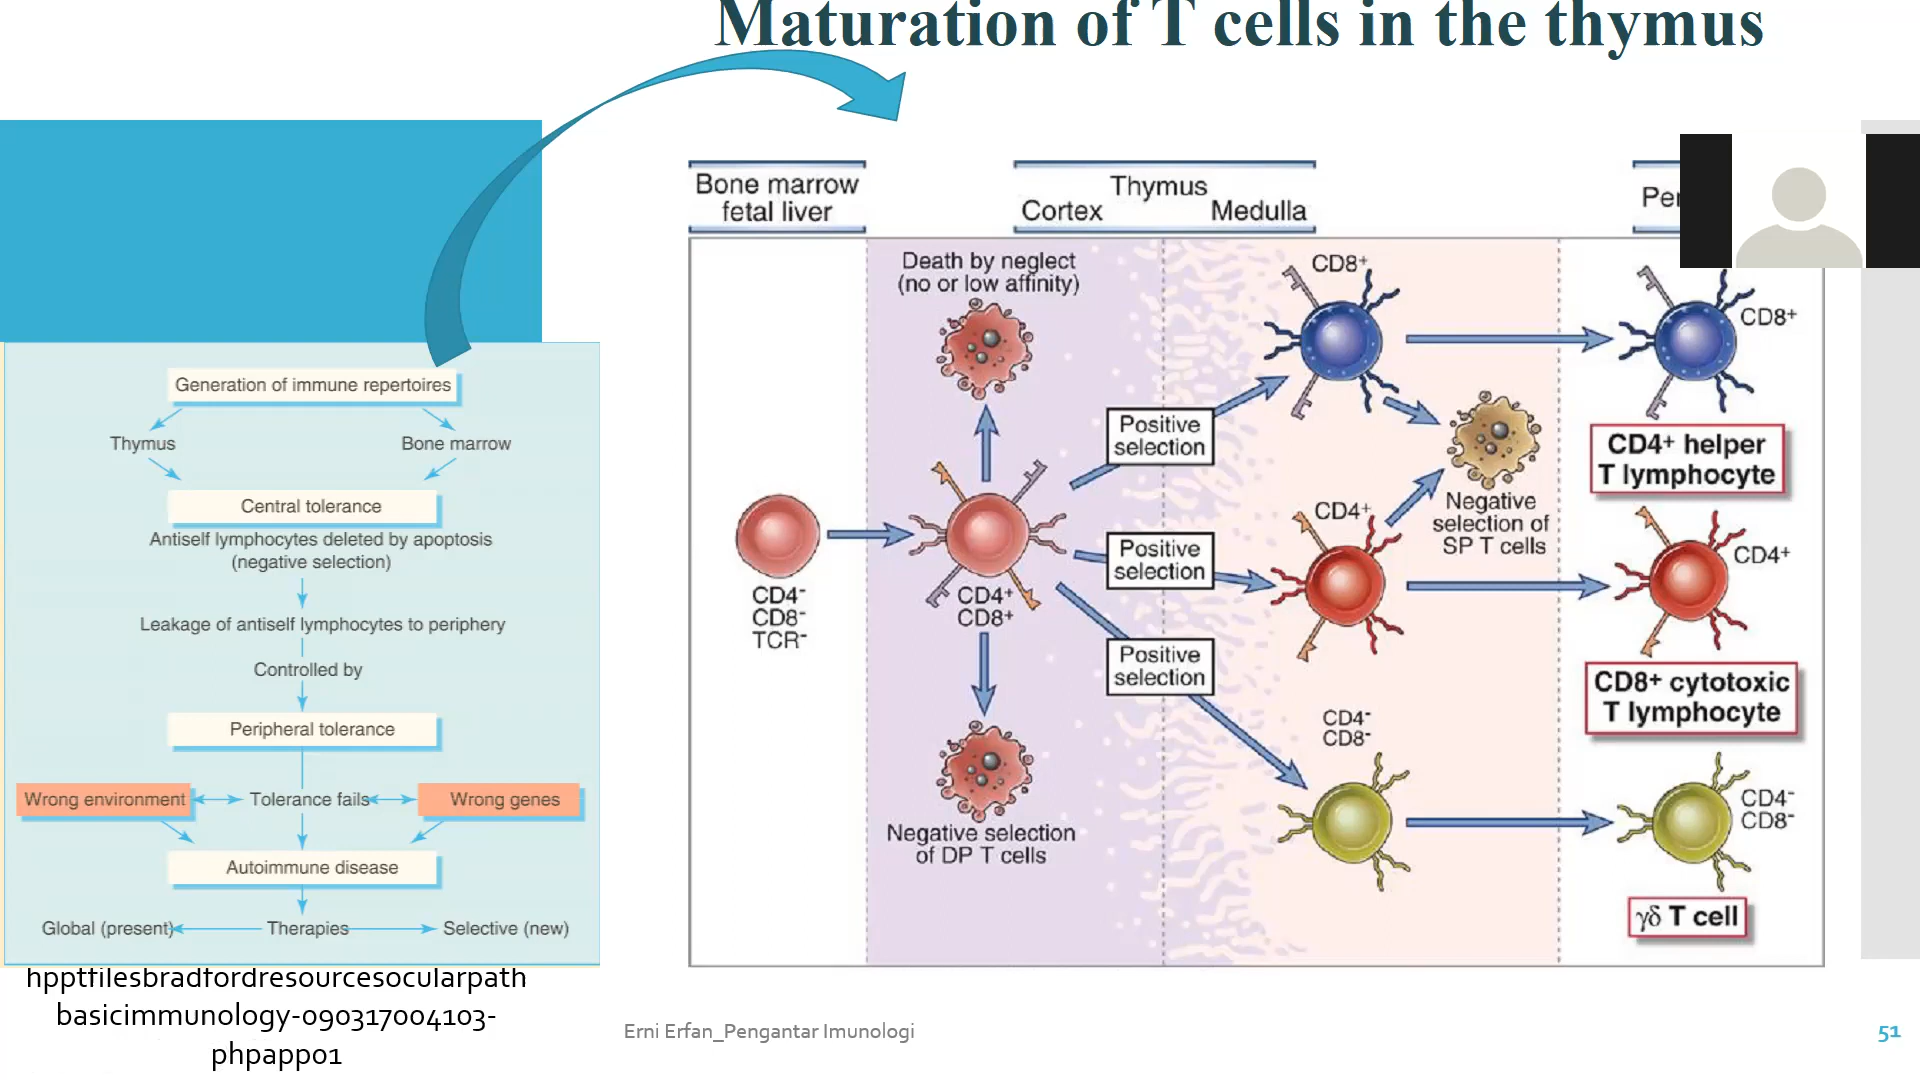 Maturation of T cells in the thymus
Generation of immune repertoires
Thymus
Bone marrow
Central tolerance
Antiself lymphocytes deleted by apoptosis
(negative selection)
Leakage of antiself lymphocytes to periphery
Controlled by
Peripheral tolerance
Wrong environment
Tolerance fails
Wrong genes
Autoimmune disease
Global (present)
Therapies
Selective (new)
hpptfilesbradfordresourcesocularpath
basicimmunology-090317004103-
phpapp01
Bone marrow
fetal liver
Thymus
Cortex
Medulla
Death by neglect
(no or low affinity)
CD4-
CD8-
TCR-
CD4+
CD8+
Negative selection
of DP T cells
Positive
selection
Positive
selection
Positive
selection
CD8+
CD4+
CD4-
CD8-
Negative
selection of
SP T cells
CD8+
CD4+ helper
T lymphocyte
CD4+
CD8+ cytotoxic
T lymphocyte
CD4-
CD8-
γδ T cell
Erni Erfan_Pengantar Imunologi
51